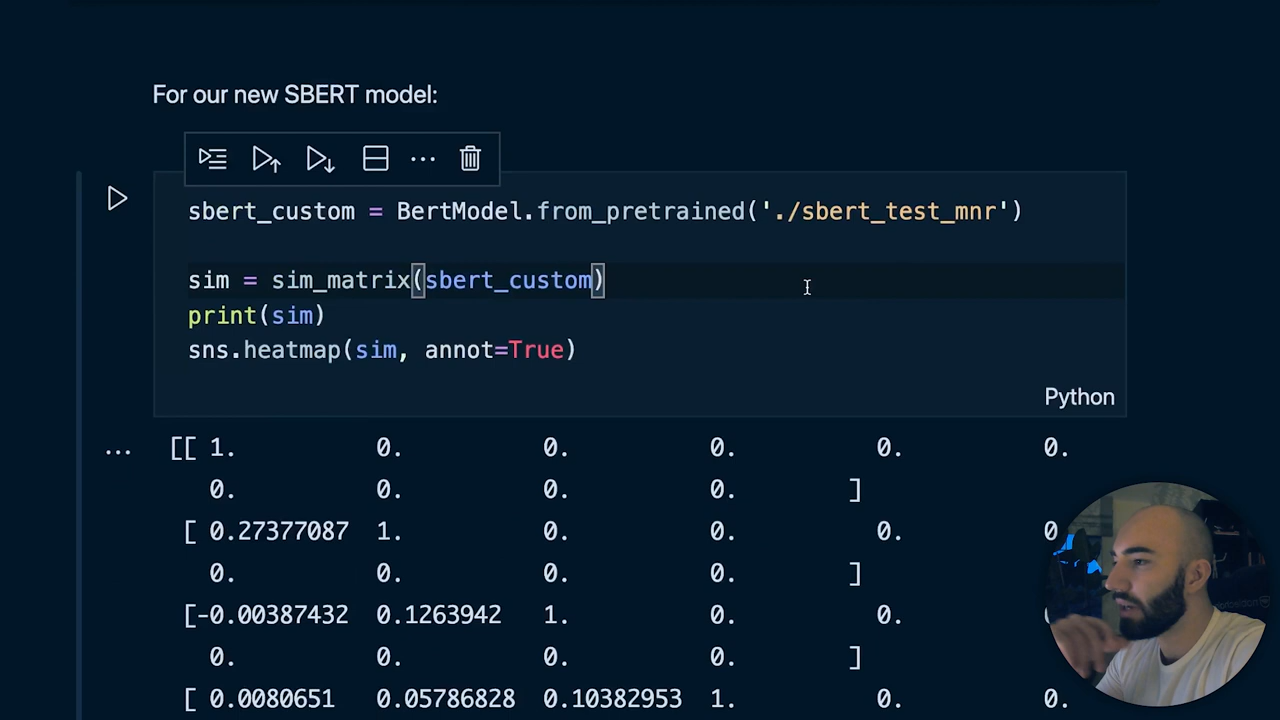 For our new SBERT model:
sbert_custom = BertModel.from_pretrained('./sbert_test_mnr')
sim = sim_matrix(sbert_custom)
print(sim)
sns.heatmap(sim, annot=True)
Python
[[ 1. 0. 0. 0. 0. 0.
0. 0. 0. 0. ]
[ 0.27377087 1. 0. 0. 0. 0
0. 0. 0. 0. ]
[-0.00387432 0.1263942 1. 0. 0.
0. 0. 0. 0. ]
[ 0.0080651 0.05786828 0.10382953 1. 0. 0.